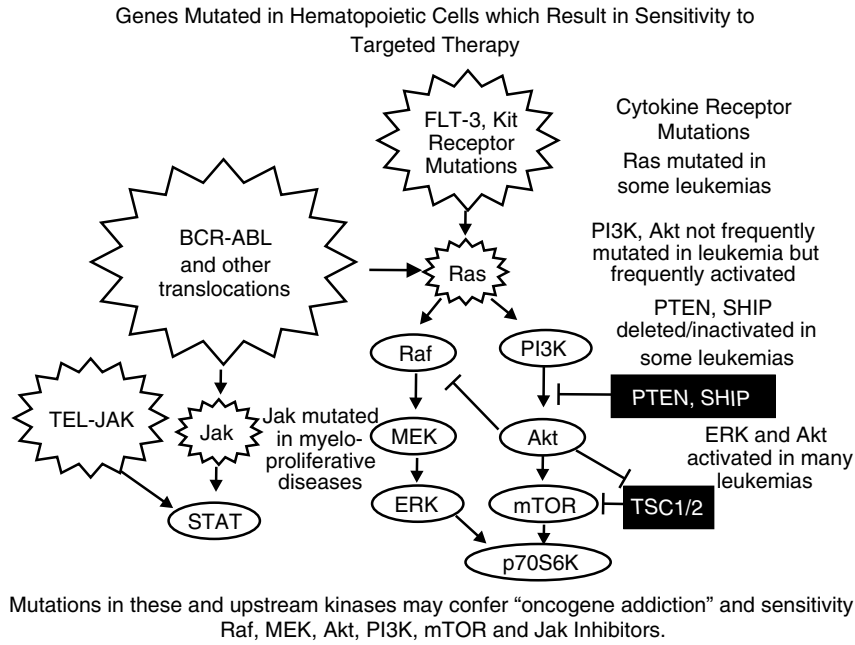 Genes Mutated in Hematopoietic Cells which Result in Sensitivity to
Targeted Therapy
FLT-3, Kit
Receptor
Mutations
Cytokine Receptor
Mutations
Ras mutated in
some leukemias
BCR-ABL
and other
translocations
Ras
PI3K, Akt not frequently
mutated in leukemia but
frequently activated
PTEN, SHIP
deleted/inactivated in
some leukemias
Raf
PI3K
PTEN, SHIP
TEL-JAK
Jak
Jak mutated
in myelo-
proliferative
diseases
MEK
Akt
ERK and Akt
activated in many
leukemias
STAT
ERK
mTOR
TSC1/2
p70S6K
Mutations in these and upstream kinases may confer “oncogene addiction” and sensitivity
Raf, MEK, Akt, PI3K, mTOR and Jak Inhibitors.